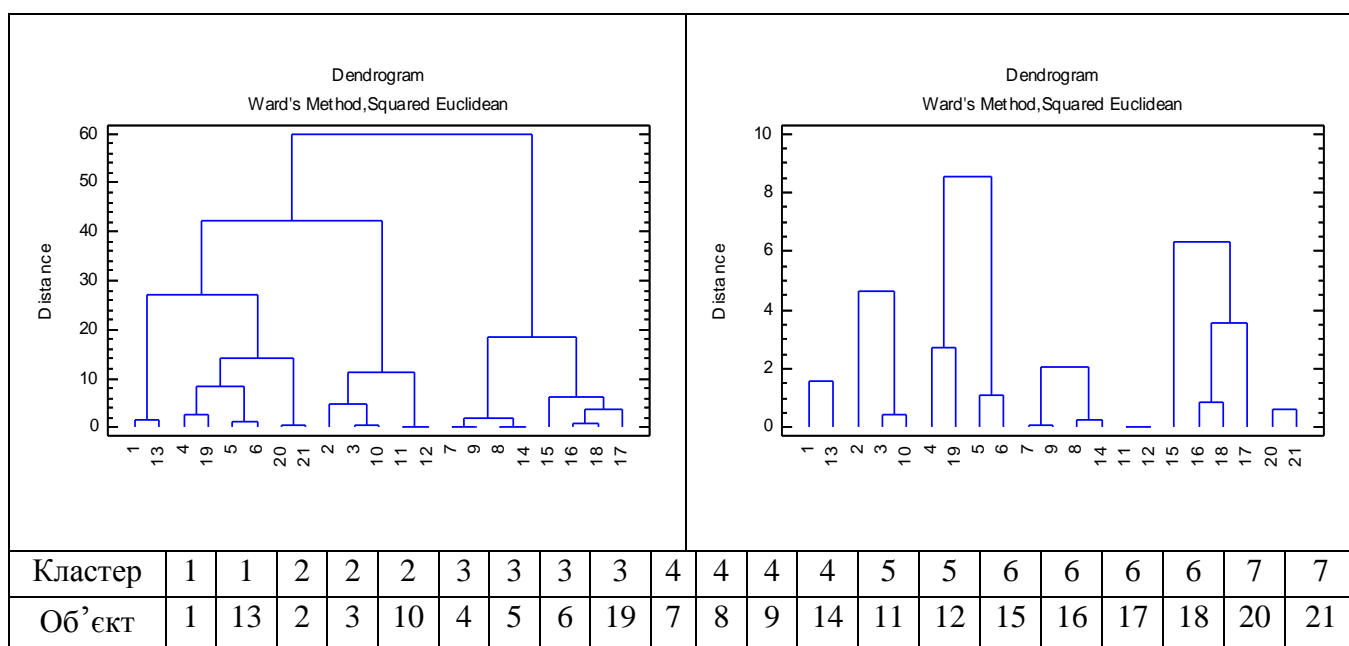 Dendrogram
Ward's Method,Squared Euclidean
Distance
60
50
40
30
20
10
0
1 13 4 19 5 6 20 21 2 3 10 11 12 7 9 8 14 15 16 18 17
Dendrogram
Ward's Method,Squared Euclidean
Distance
10
8
6
4
2
0
1 13 2 3 10 4 19 5 6 7 9 8 14 11 12 15 16 18 17 20 21
Кластер 1 1 2 2 2 3 3 3 3 4 4 4 4 5 5 6 6 6 6 7 7
Об’єкт 1 13 2 3 10 4 5 6 19 7 8 9 14 11 12 15 16 17 18 20 21